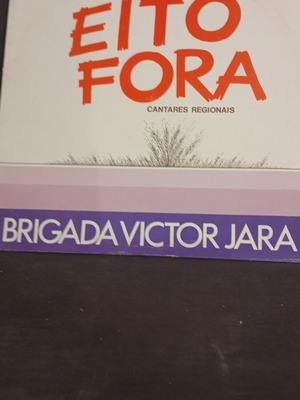 EITO
FORA
CANTARES REGIONAIS
BRIGADA VICTOR JARA